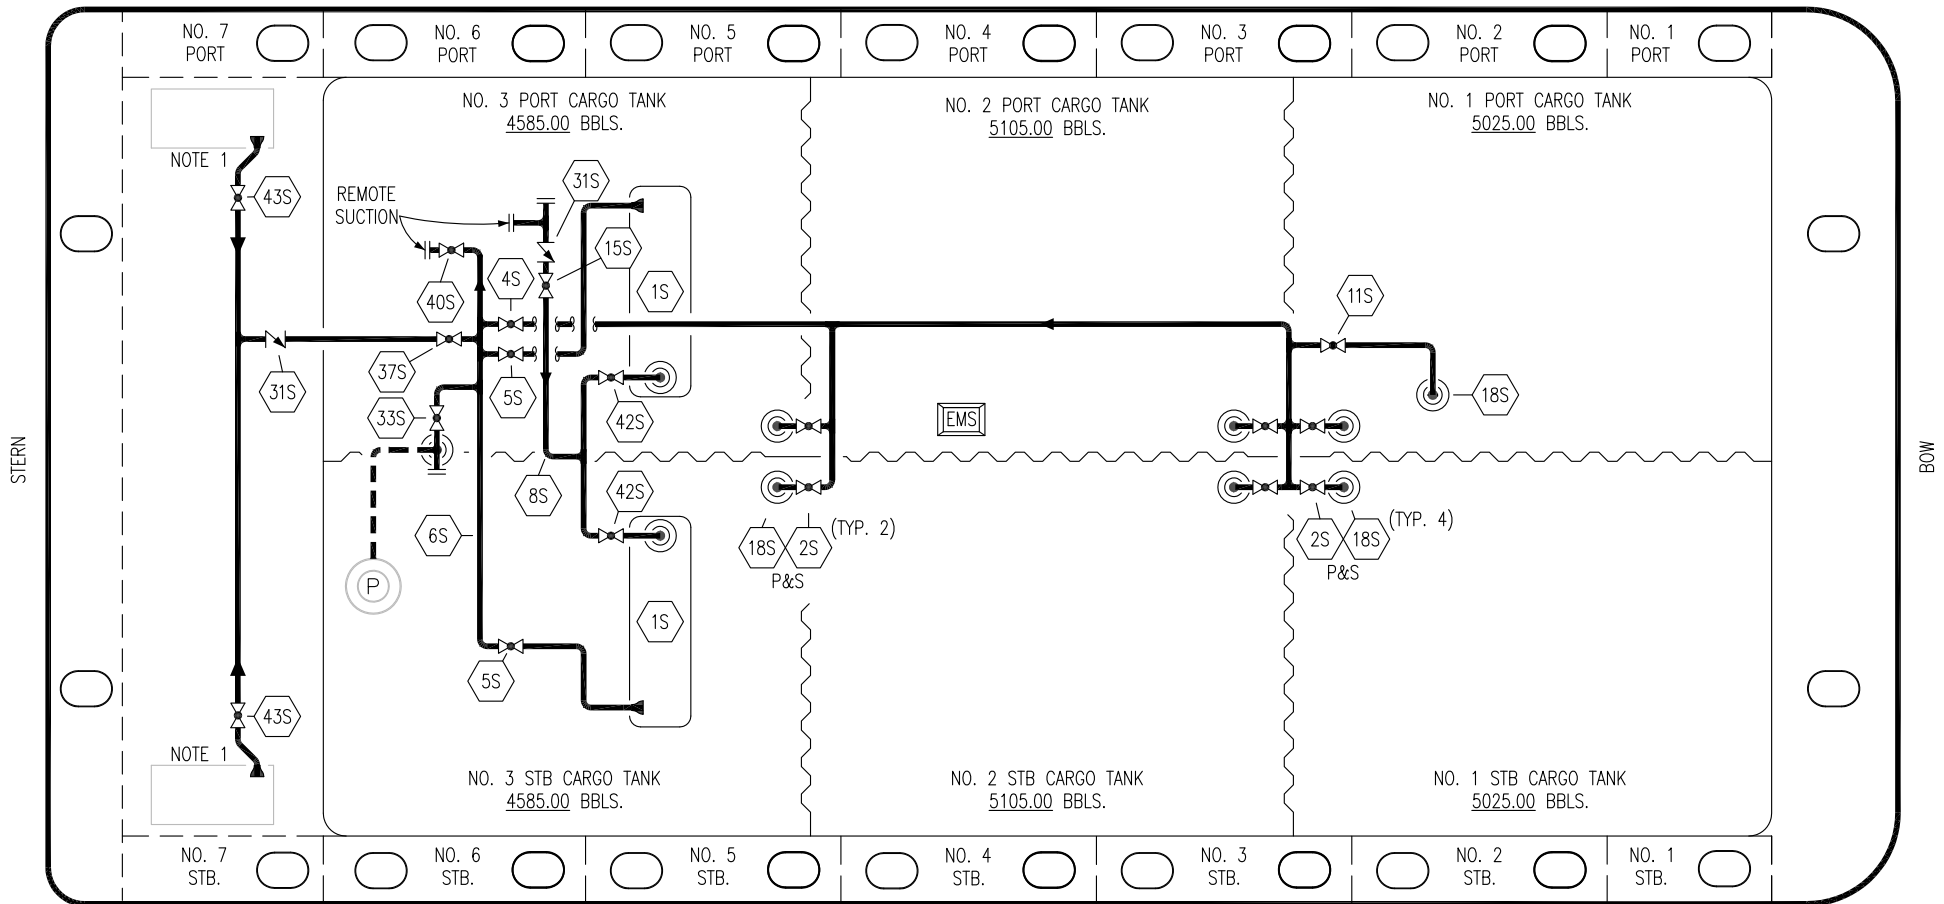 NO. 7
PORT
NO. 6
PORT
NO. 5
PORT
NO. 4
PORT
NO. 3
PORT
NO. 2
PORT
NO. 1
PORT
NO. 3 PORT CARGO TANK
4585.00 BBLS.
NO. 2 PORT CARGO TANK
5105.00 BBLS.
NO. 1 PORT CARGO TANK
5025.00 BBLS.
NOTE 1
43S
REMOTE
SUCTION
31S
15S
4S
1S
40S
11S
37S
31S
5S
33S
42S
18S
EMS
STERN
BOW
8S
42S
6S
18S
2S
(TYP. 2)
P&S
2S
18S
(TYP. 4)
P&S
P
1S
5S
43S
NOTE 1
NO. 3 STB CARGO TANK
4585.00 BBLS.
NO. 2 STB CARGO TANK
5105.00 BBLS.
NO. 1 STB CARGO TANK
5025.00 BBLS.
NO. 7
STB.
NO. 6
STB.
NO. 5
STB.
NO. 4
STB.
NO. 3
STB.
NO. 2
STB.
NO. 1
STB.